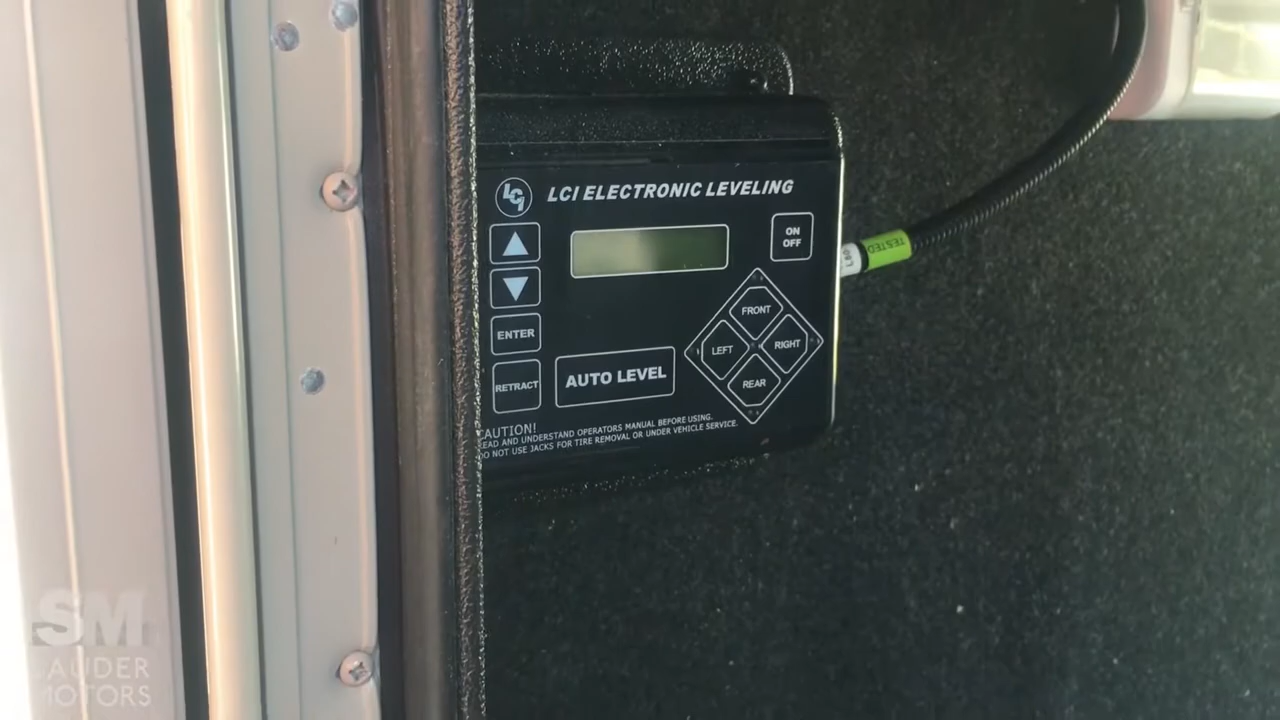 LCI
LCI ELECTRONIC LEVELING
ON
OFF
FRONT
LEFT
RIGHT
REAR
ENTER
RETRACT
AUTO LEVEL
CAUTION!
READ AND UNDERSTAND OPERATORS MANUAL BEFORE USING.
DO NOT USE JACKS FOR TIRE REMOVAL OR UNDER VEHICLE SERVICE.
TESTED
SM
LAUDER
MOTORS